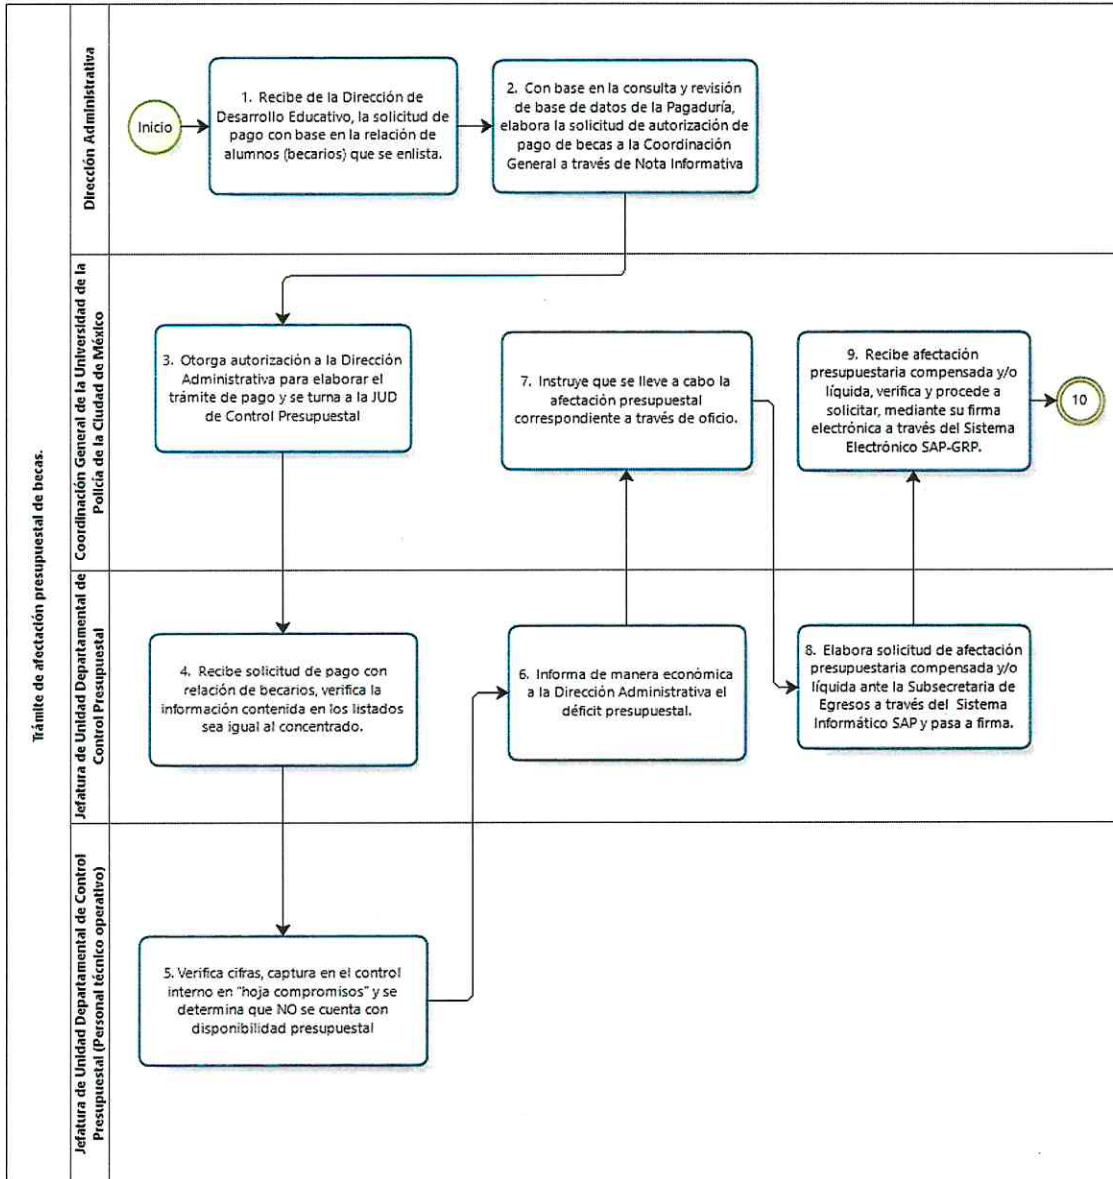 Trámite de afectación presupuestal de becas.
Dirección Administrativa
Inicio
1. Recibe de la Dirección de
Desarrollo Educativo, la solicitud de
pago con base en la relación de
alumnos (becarios) que se enlista.
2. Con base en la consulta y revisión
de base de datos de la Pagaduría,
elabora la solicitud de autorización de
pago de becas a la Coordinación
General a través de Nota Informativa
Coordinación General de la Universidad de la
Policía de la Ciudad de México
3. Otorga autorización a la Dirección
Administrativa para elaborar el
trámite de pago y se turna a la JUD
de Control Presupuestal
7. Instruye que se lleve a cabo la
afectación presupuestal
correspondiente a través de oficio.
9. Recibe afectación
presupuestaria compensada y/o
líquida, verifica y procede a
solicitar, mediante su firma
electrónica a través del Sistema
Electrónico SAP-GRP.
10
Jefatura de Unidad Departamental de
Control Presupuestal
4. Recibe solicitud de pago con
relación de becarios, verifica la
información contenida en los listados
sea igual al concentrado.
6. Informa de manera económica
a la Dirección Administrativa el
déficit presupuestal.
8. Elabora solicitud de afectación
presupuestaria compensada y/o
líquida ante la Subsecretaria de
Egresos a través del Sistema
Informático SAP y pasa a firma.
Jefatura de Unidad Departamental de Control
Presupuestal (Personal técnico operativo)
5. Verifica cifras, captura en el control
interno en "hoja compromisos" y se
determina que NO se cuenta con
disponibilidad presupuestal